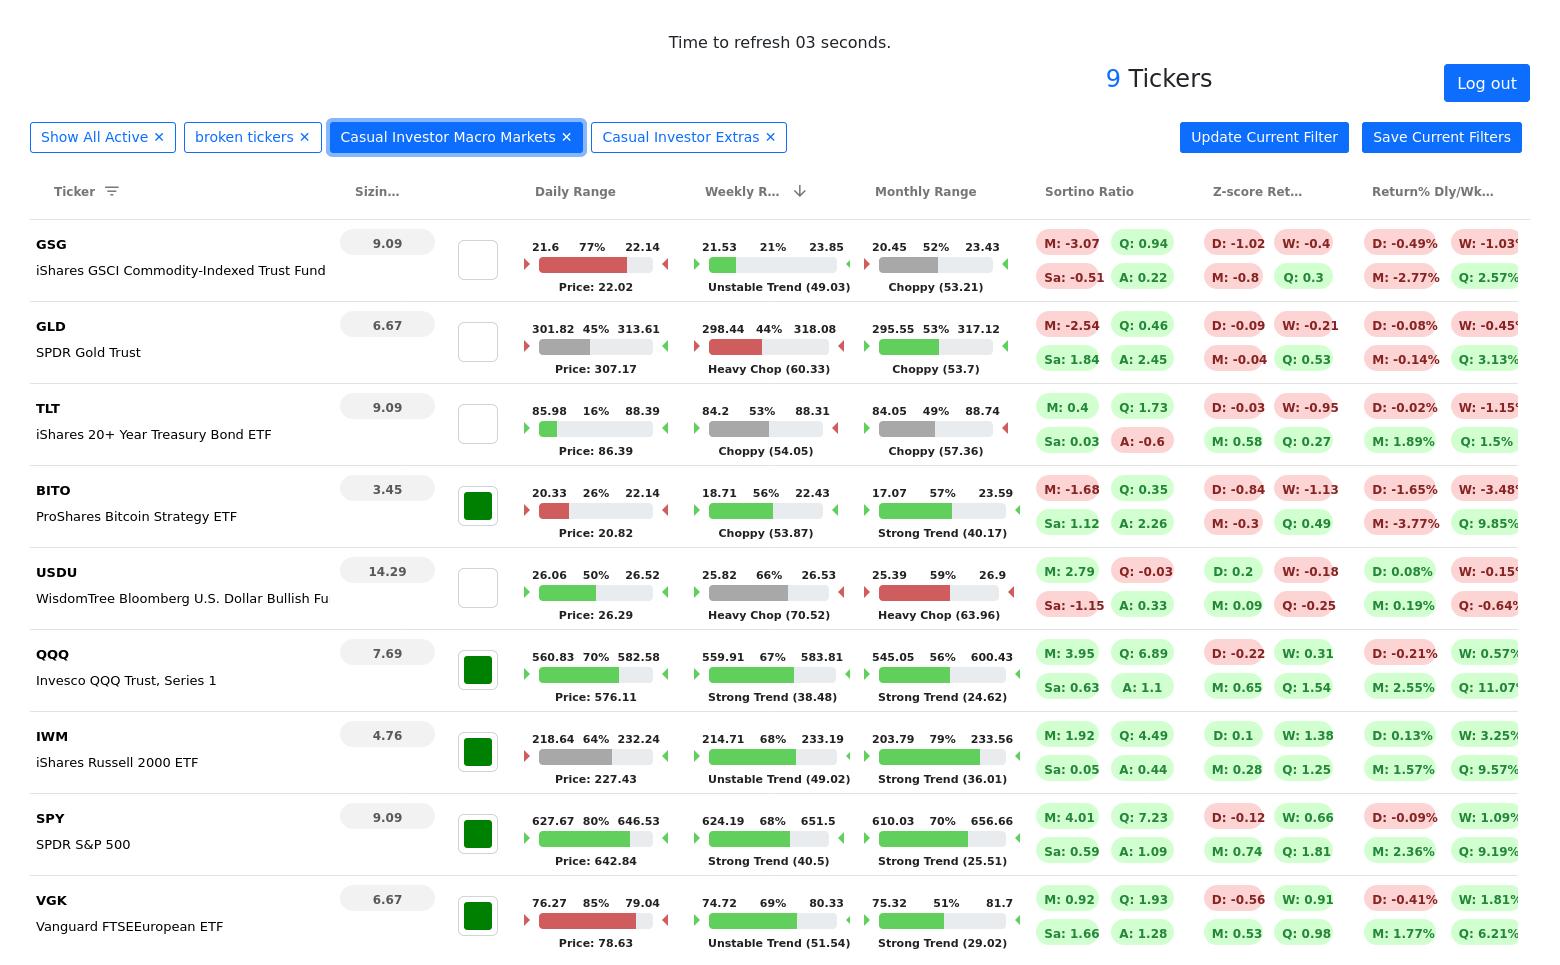 Time to refresh 03 seconds.
9 Tickers
Log out
Show All Active ✕ broken tickers ✕ Casual Investor Macro Markets ✕ Casual Investor Extras ✕ Update Current Filter Save Current Filters
Ticker Sizin... Daily Range Weekly R... Monthly Range Sortino Ratio Z-score Ret... Return% Dly/Wk...
GSG 9.09 21.6 77% 22.14 21.53 21% 23.85 20.45 52% 23.43 M: -3.07 Q: 0.94 D: -1.02 W: -0.4 D: -0.49% W: -1.03%
iShares GSCI Commodity-Indexed Trust Fund Sa: -0.51 A: 0.22 M: -0.8 Q: 0.3 M: -2.77% Q: 2.57%
Price: 22.02 Unstable Trend (49.03) Choppy (53.21)
GLD 6.67 301.82 45% 313.61 298.44 44% 318.08 295.55 53% 317.12 M: -2.54 Q: 0.46 D: -0.09 W: -0.21 D: -0.08% W: -0.45%
SPDR Gold Trust Sa: 1.84 A: 2.45 M: -0.04 Q: 0.53 M: -0.14% Q: 3.13%
Price: 307.17 Heavy Chop (60.33) Choppy (53.7)
TLT 9.09 85.98 16% 88.39 84.2 53% 88.31 84.05 49% 88.74 M: 0.4 Q: 1.73 D: -0.03 W: -0.95 D: -0.02% W: -1.15%
iShares 20+ Year Treasury Bond ETF Sa: 0.03 A: -0.6 M: 0.58 Q: 0.27 M: 1.89% Q: 1.5%
Price: 86.39 Choppy (54.05) Choppy (57.36)
BITO 3.45 20.33 26% 22.14 18.71 56% 22.43 17.07 57% 23.59 M: -1.68 Q: 0.35 D: -0.84 W: -1.13 D: -1.65% W: -3.48%
ProShares Bitcoin Strategy ETF Sa: 1.12 A: 2.26 M: -0.3 Q: 0.49 M: -3.77% Q: 9.85%
Price: 20.82 Choppy (53.87) Strong Trend (40.17)
USDU 14.29 26.06 50% 26.52 25.82 66% 26.53 25.39 59% 26.9 M: 2.79 Q: -0.03 D: 0.2 W: -0.18 D: 0.08% W: -0.15%
WisdomTree Bloomberg U.S. Dollar Bullish Fu Sa: -1.15 A: 0.33 M: 0.09 Q: -0.25 M: 0.19% Q: -0.64%
Price: 26.29 Heavy Chop (70.52) Heavy Chop (63.96)
QQQ 7.69 560.83 70% 582.58 559.91 67% 583.81 545.05 56% 600.43 M: 3.95 Q: 6.89 D: -0.22 W: 0.31 D: -0.21% W: 0.57%
Invesco QQQ Trust, Series 1 Sa: 0.63 A: 1.1 M: 0.65 Q: 1.54 M: 2.55% Q: 11.07%
Price: 576.11 Strong Trend (38.48) Strong Trend (24.62)
IWM 4.76 218.64 64% 232.24 214.71 68% 233.19 203.79 79% 233.56 M: 1.92 Q: 4.49 D: 0.1 W: 1.38 D: 0.13% W: 3.25%
iShares Russell 2000 ETF Sa: 0.05 A: 0.44 M: 0.28 Q: 1.25 M: 1.57% Q: 9.57%
Price: 227.43 Unstable Trend (49.02) Strong Trend (36.01)
SPY 9.09 627.67 80% 646.53 624.19 68% 651.5 610.03 70% 656.66 M: 4.01 Q: 7.23 D: -0.12 W: 0.66 D: -0.09% W: 1.09%
SPDR S&P 500 Sa: 0.59 A: 1.09 M: 0.74 Q: 1.81 M: 2.36% Q: 9.19%
Price: 642.84 Strong Trend (40.5) Strong Trend (25.51)
VGK 6.67 76.27 85% 79.04 74.72 69% 80.33 75.32 51% 81.7 M: 0.92 Q: 1.93 D: -0.56 W: 0.91 D: -0.41% W: 1.81%
Vanguard FTSEEuropean ETF Sa: 1.66 A: 1.28 M: 0.53 Q: 0.98 M: 1.77% Q: 6.21%
Price: 78.63 Unstable Trend (51.54) Strong Trend (29.02)